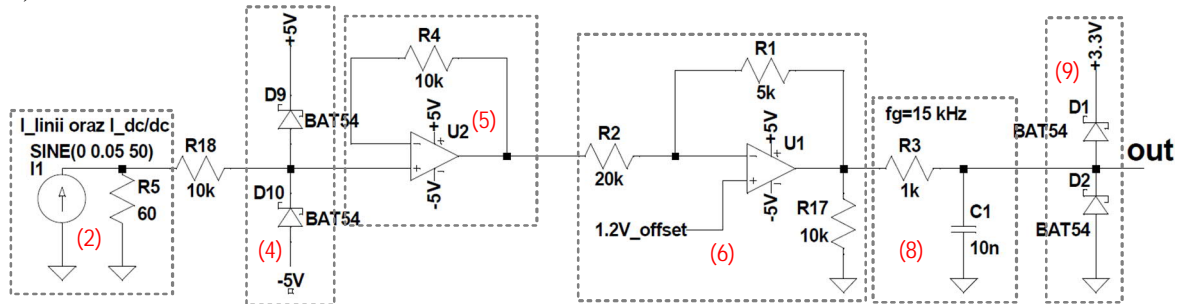 I_linii oraz I_dc/dc
SINE(0 0.05 50)
I1
R5
60
(2)
R18
10k
+5V
D9
BAT54
D10
BAT54
(4)
-5V
R4
10k
(5)
+5V
U2
-5V
R2
20k
R1
5k
+5V
U1
-5V
1.2V_offset
(6)
R17
10k
fg=15 kHz
R3
1k
C1
10n
(8)
(9)
+3.3V
D1
BAT54
out
D2
BAT54